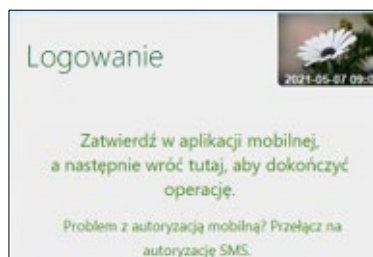 Logowanie
2021-05-07 09:0
Zatwierdź w aplikacji mobilnej,
a następnie wróć tutaj, aby dokończyć
operację.
Problem z autoryzacją mobilną? Przełącz na
autoryzację SMS.